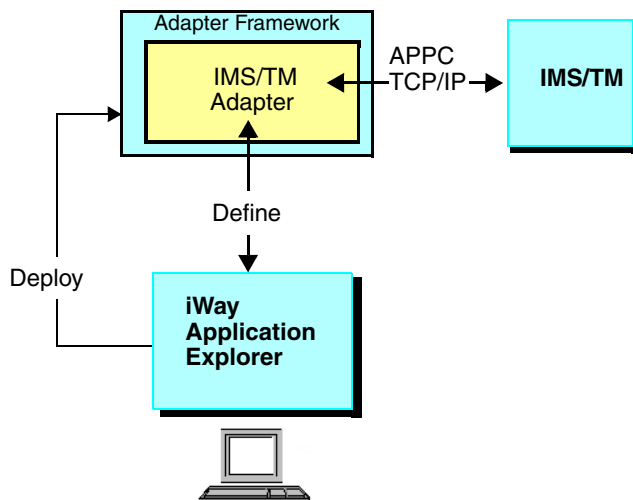 Adapter Framework
IMS/TM
Adapter
APPC
TCP/IP
IMS/TM
Define
Deploy
iWay
Application
Explorer